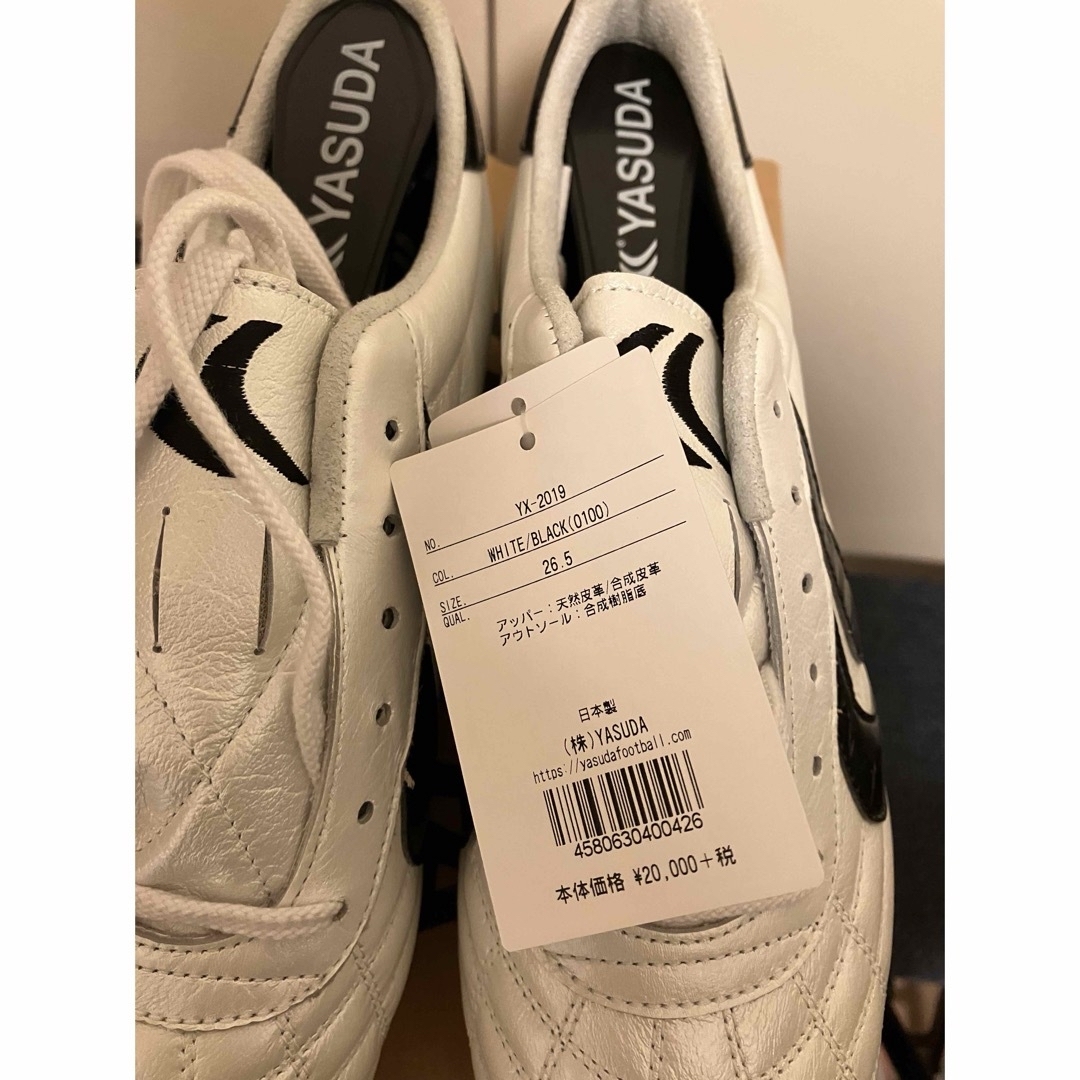 YASUDA
YASUDA
NO. YX-2019
COL. WHITE/BLACK(0100)
SIZE. 26.5
QUAL. アッパー：天然皮革/合成皮革
アウトソール：合成樹脂底
日本製
(株)YASUDA
https://yasudafootball.com
4580630400426
本体価格 ¥20,000＋税